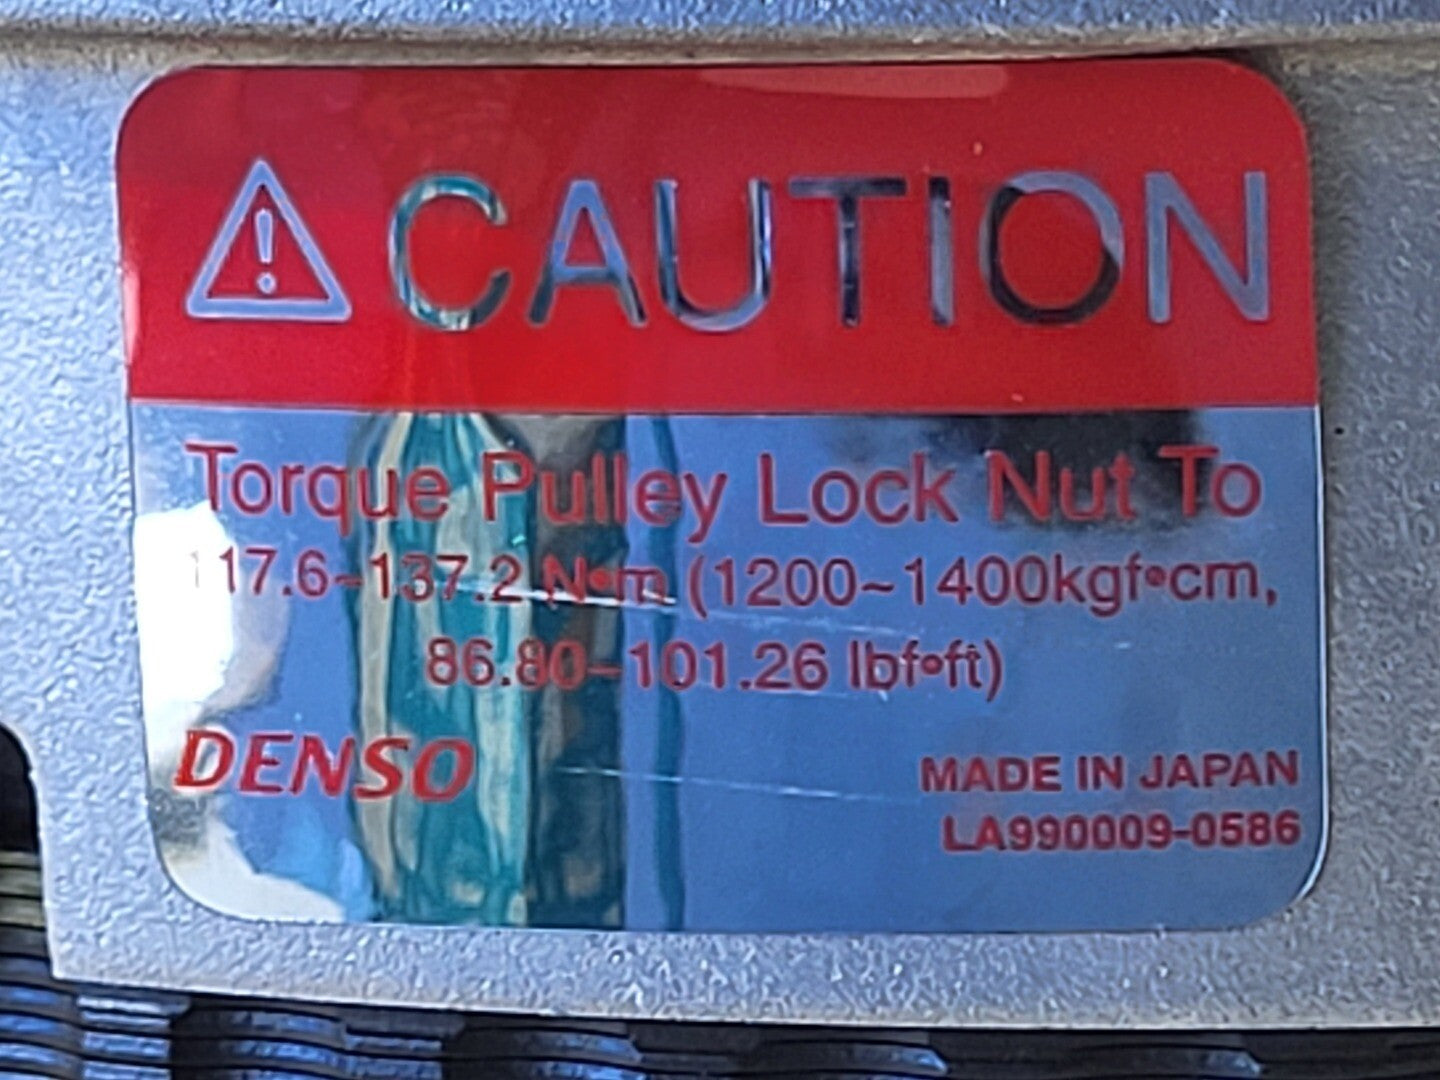 CAUTION
Torque Pulley Lock Nut To
117.6~137.2 N•m (1200~1400kgf•cm,
86.80~101.26 lbf•ft)
DENSO
MADE IN JAPAN
LA990009-0586